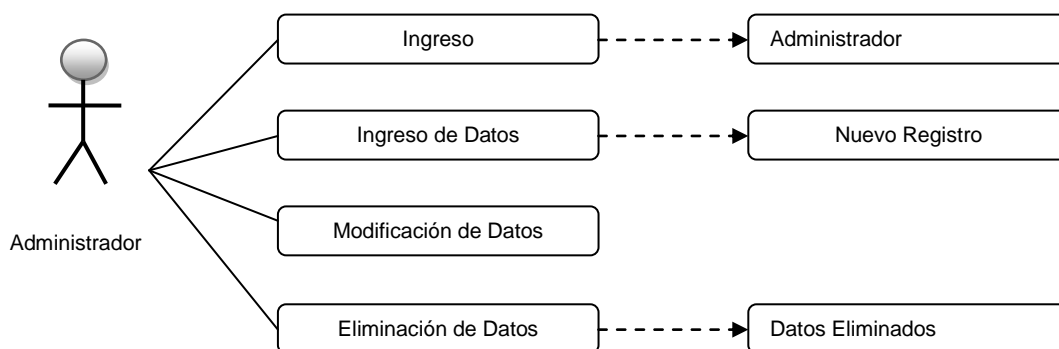 Ingreso
Administrador
Ingreso de Datos
Nuevo Registro
Modificación de Datos
Administrador
Eliminación de Datos
Datos Eliminados